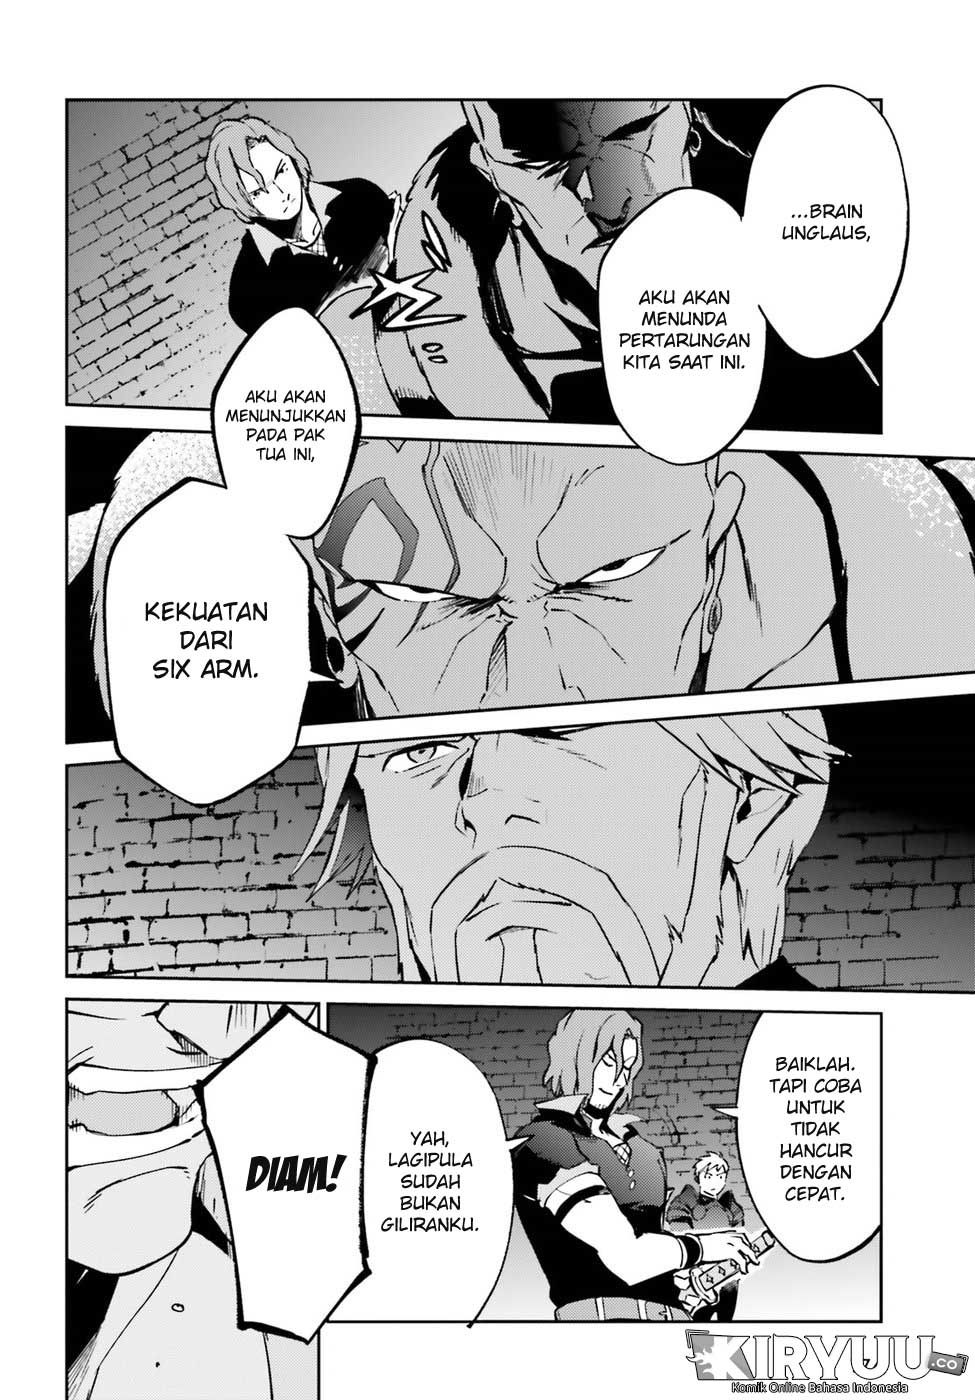 ...BRAIN
UNGLAUS,
AKU AKAN
MENUNDA
PERTARUNGAN
KITA SAAT INI.
AKU AKAN
MENUNJUKKAN
PADA PAK
TUA INI,
KEKUATAN
DARI
SIX ARM.
BAIKLAH.
TAPI COBA
UNTUK
TIDAK
HANCUR
DENGAN
CEPAT.
YAH,
LAGIPULA
SUDAH
BUKAN
GILIRANKU.
DIAM!
7
KIRYUU.CO
Komik Online Bahasa Indonesia